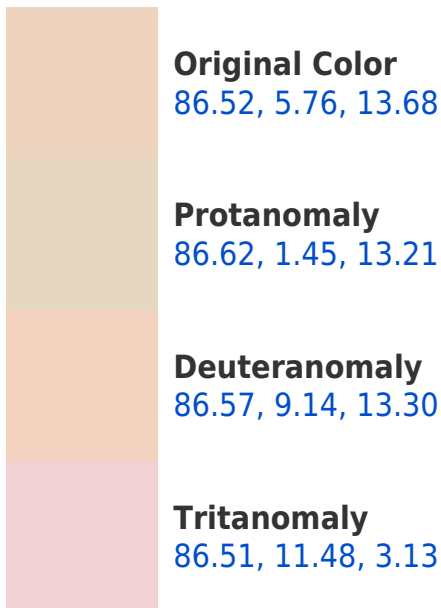 Original Color
86.52, 5.76, 13.68
Protanomaly
86.62, 1.45, 13.21
Deuteranomaly
86.57, 9.14, 13.30
Tritanomaly
86.51, 11.48, 3.13